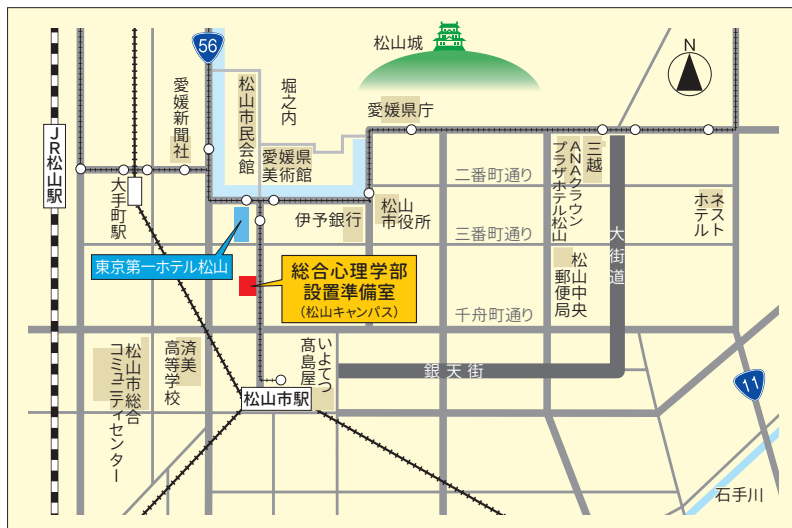 56
松山城
N
愛媛新聞社
松山市民会館
堀之内
愛媛県庁
JR松山駅
愛媛県
美術館
大手町駅
二番町通り
ANAクラウン
プラザホテル松山
三越
ネスト
ホテル
伊予銀行
松山
市役所
三番町通り
大街道
東京第一ホテル松山
総合心理学部
設置準備室
(松山キャンパス)
松山中央
郵便局
千舟町通り
松山市総合
コミュニティセンター
済美
高等学校
いよてつ
髙島屋
銀天街
11
松山市駅
石手川